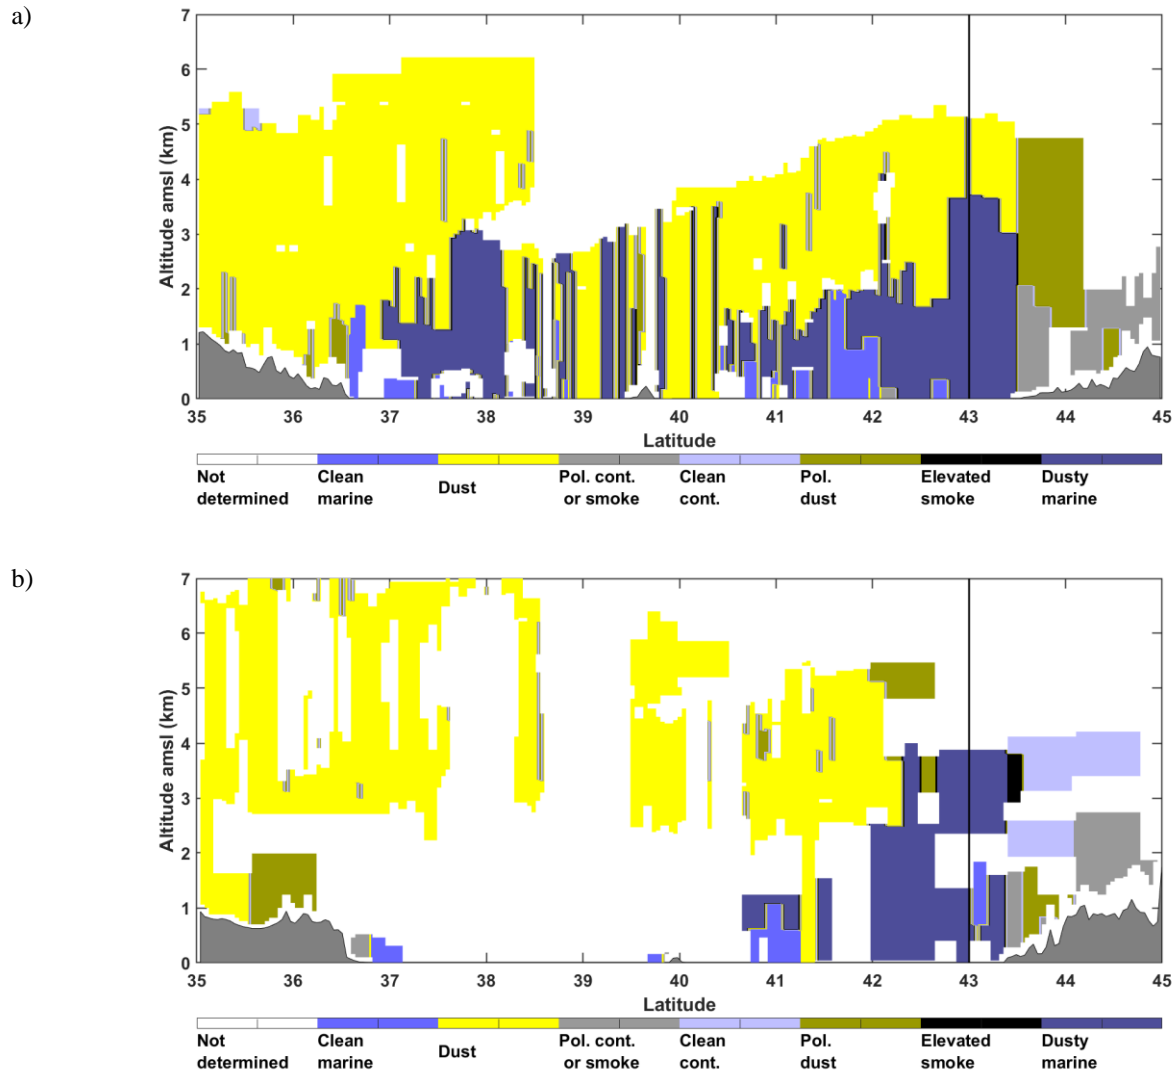 a)
7
6
5
4
3
2
1
0
Altitude amsl (km)
35 36 37 38 39 40 41 42 43 44 45
Latitude
Not determined
Clean marine
Dust
Pol. cont. or smoke
Clean cont.
Pol. dust
Elevated smoke
Dusty marine
b)
7
6
5
4
3
2
1
0
Altitude amsl (km)
35 36 37 38 39 40 41 42 43 44 45
Latitude
Not determined
Clean marine
Dust
Pol. cont. or smoke
Clean cont.
Pol. dust
Elevated smoke
Dusty marine